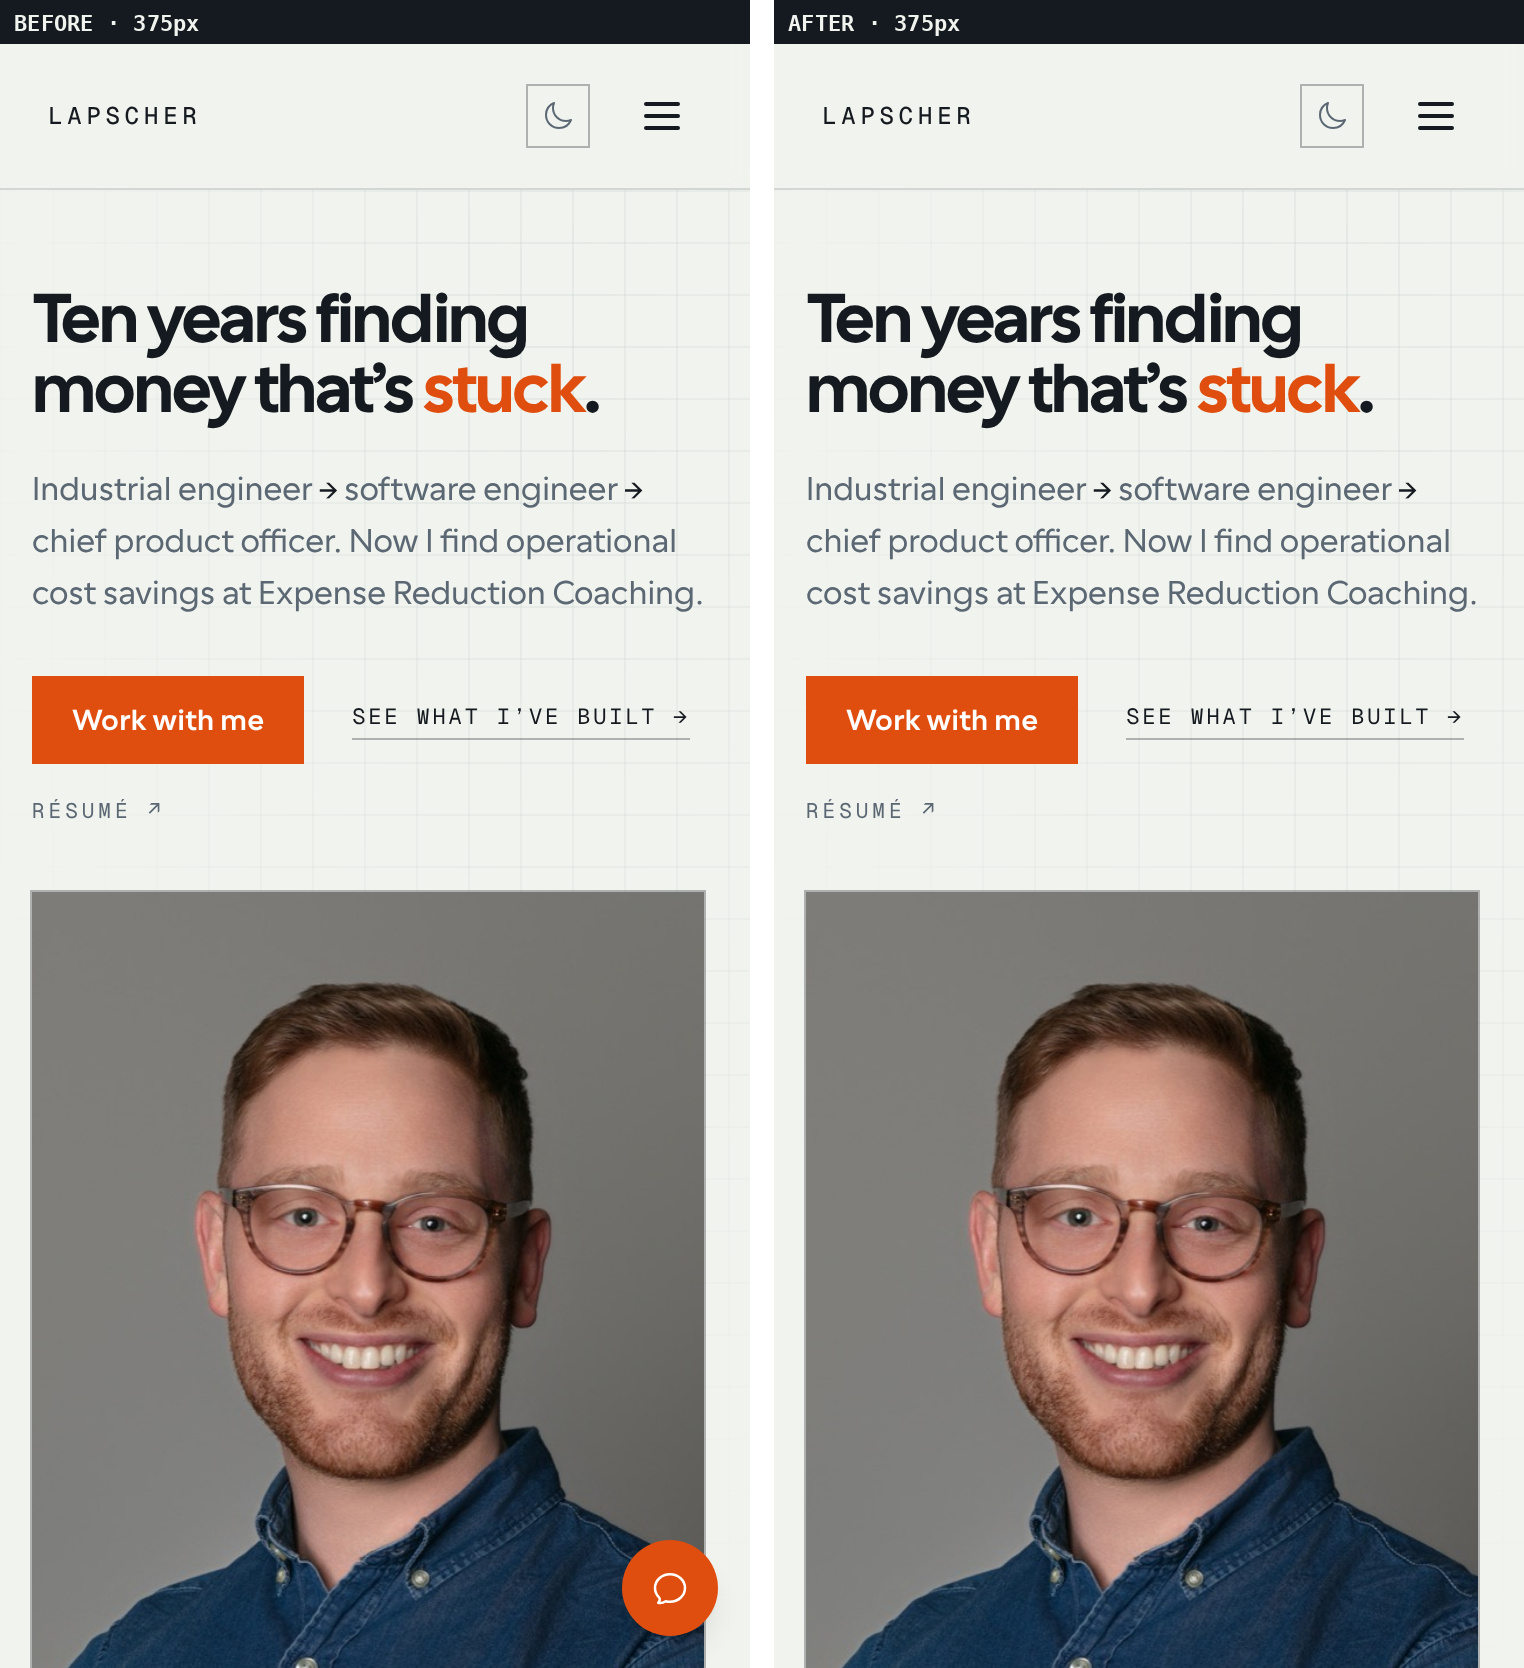 BEFORE · 375px
LAPSCHER
Ten years finding
money that’s stuck.
Industrial engineer → software engineer →
chief product officer. Now I find operational
cost savings at Expense Reduction Coaching.
Work with me
SEE WHAT I’VE BUILT →
RÉSUMÉ ↗
AFTER · 375px
LAPSCHER
Ten years finding
money that’s stuck.
Industrial engineer → software engineer →
chief product officer. Now I find operational
cost savings at Expense Reduction Coaching.
Work with me
SEE WHAT I’VE BUILT →
RÉSUMÉ ↗